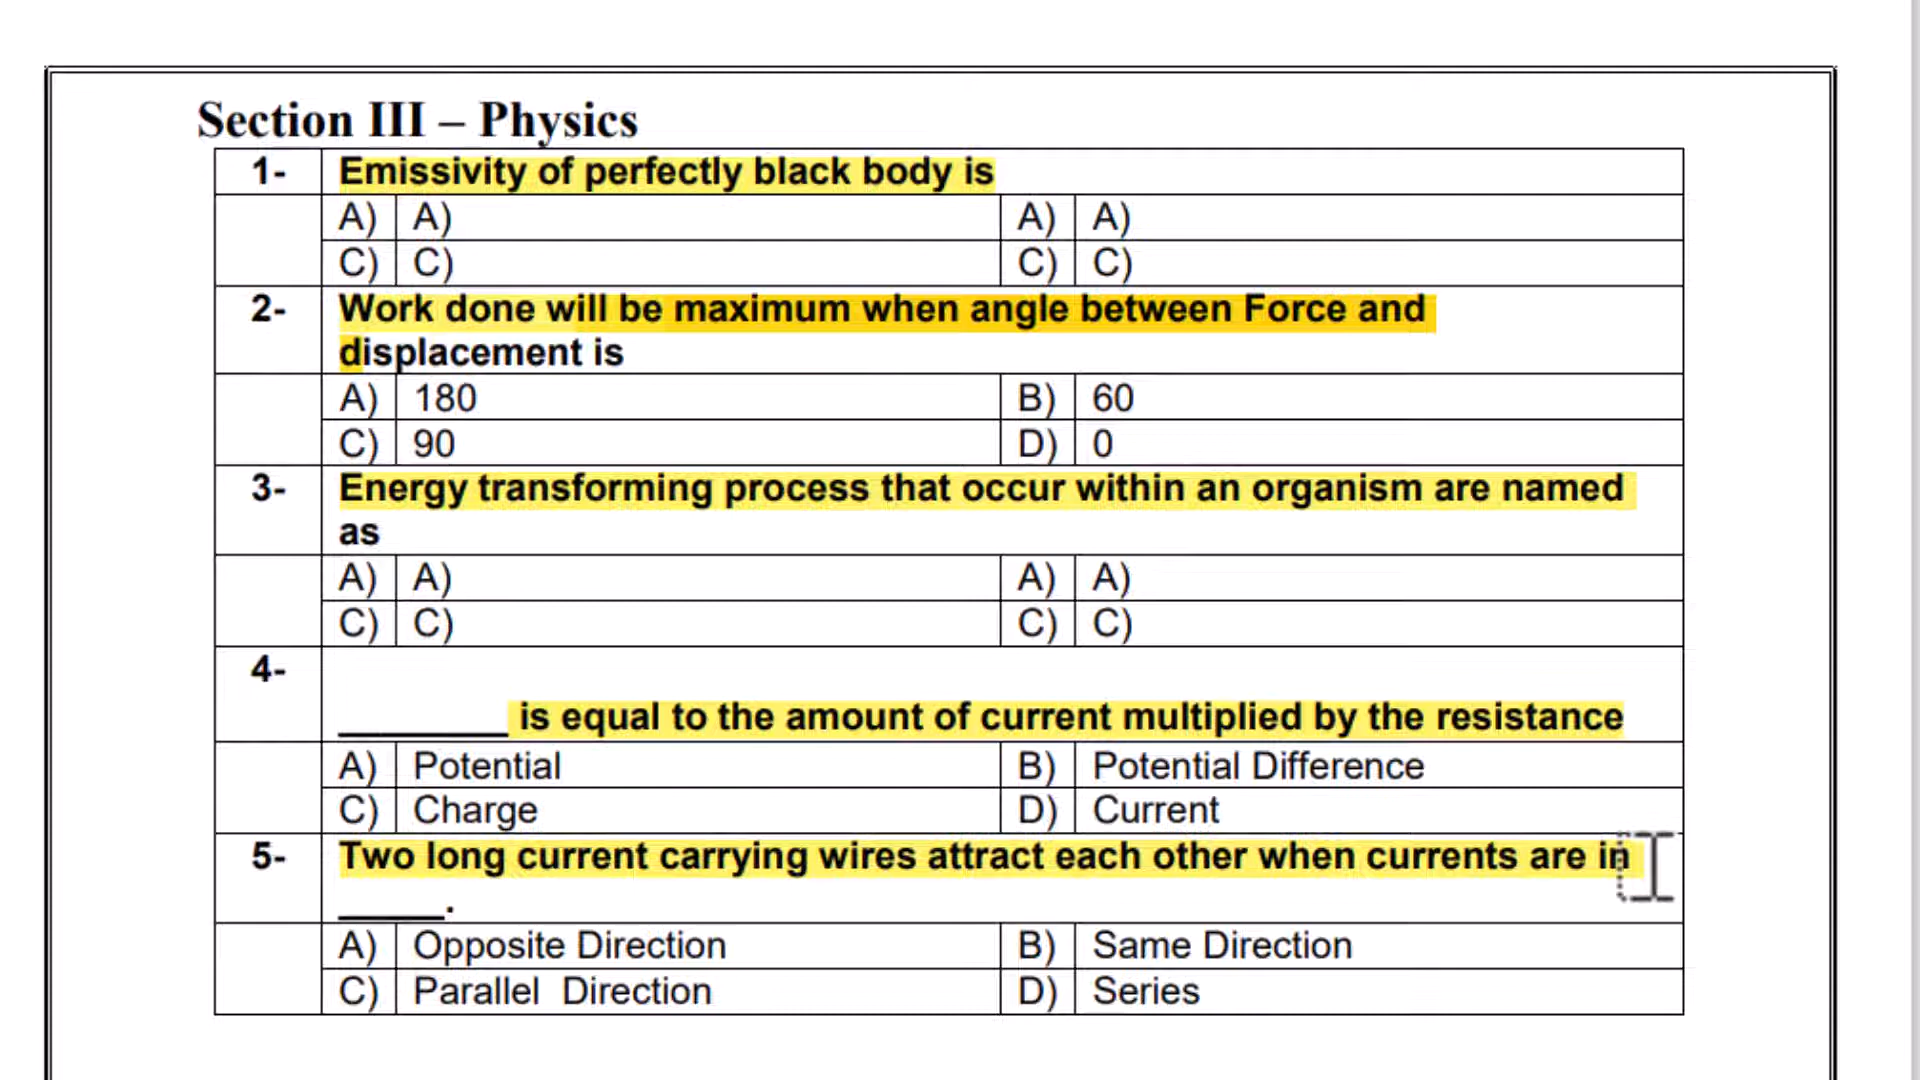 Section III – Physics
1- Emissivity of perfectly black body is
A) A) A) A)
C) C) C) C)
2- Work done will be maximum when angle between Force and
displacement is
A) 180 B) 60
C) 90 D) 0
3- Energy transforming process that occur within an organism are named
as
A) A) A) A)
C) C) C) C)
4-
________ is equal to the amount of current multiplied by the resistance
A) Potential B) Potential Difference
C) Charge D) Current
5- Two long current carrying wires attract each other when currents are in
_____.
A) Opposite Direction B) Same Direction
C) Parallel Direction D) Series